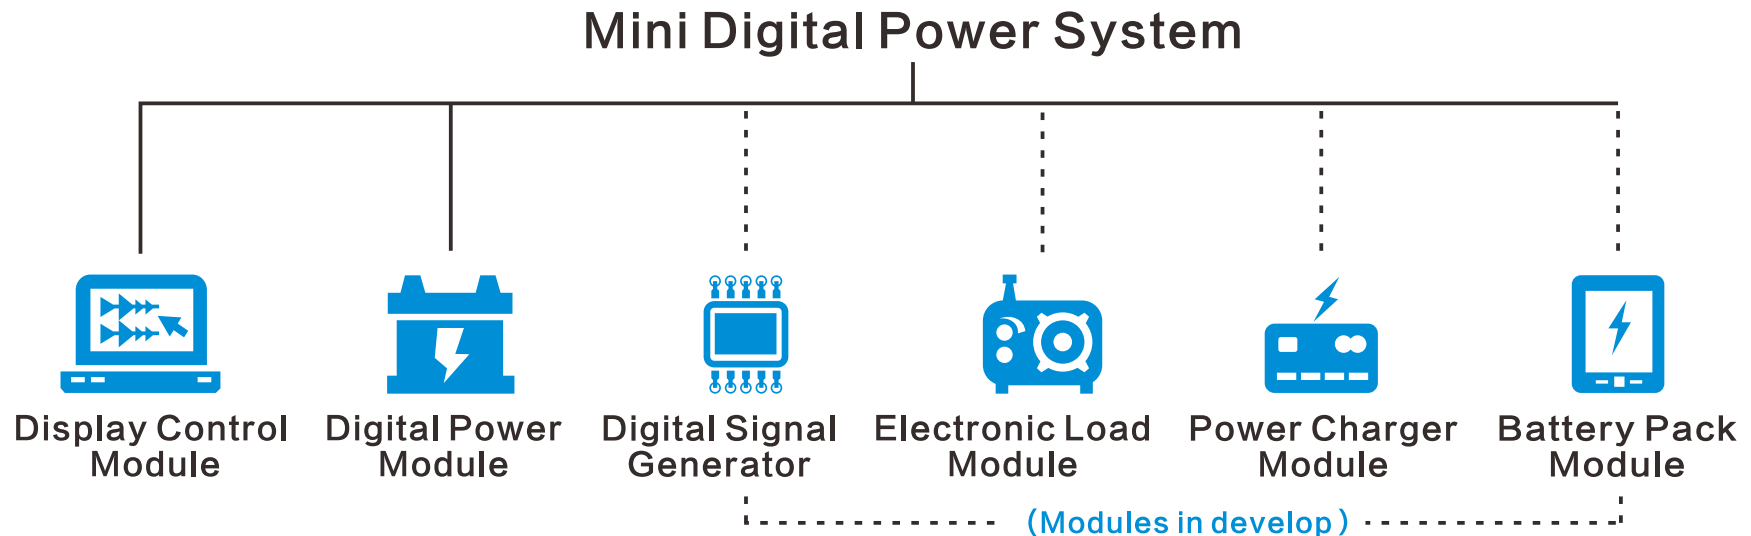 Mini Digital Power System
Display Control
Module
Digital Power
Module
Digital Signal
Generator
Electronic Load
Module
Power Charger
Module
Battery Pack
Module
(Modules in develop)